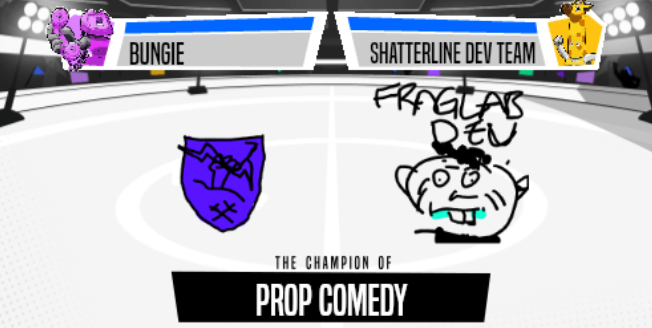 BUNGIE
SHATTERLINE DEV TEAM
FRAGLAB
DEV
THE CHAMPION OF
PROP COMEDY